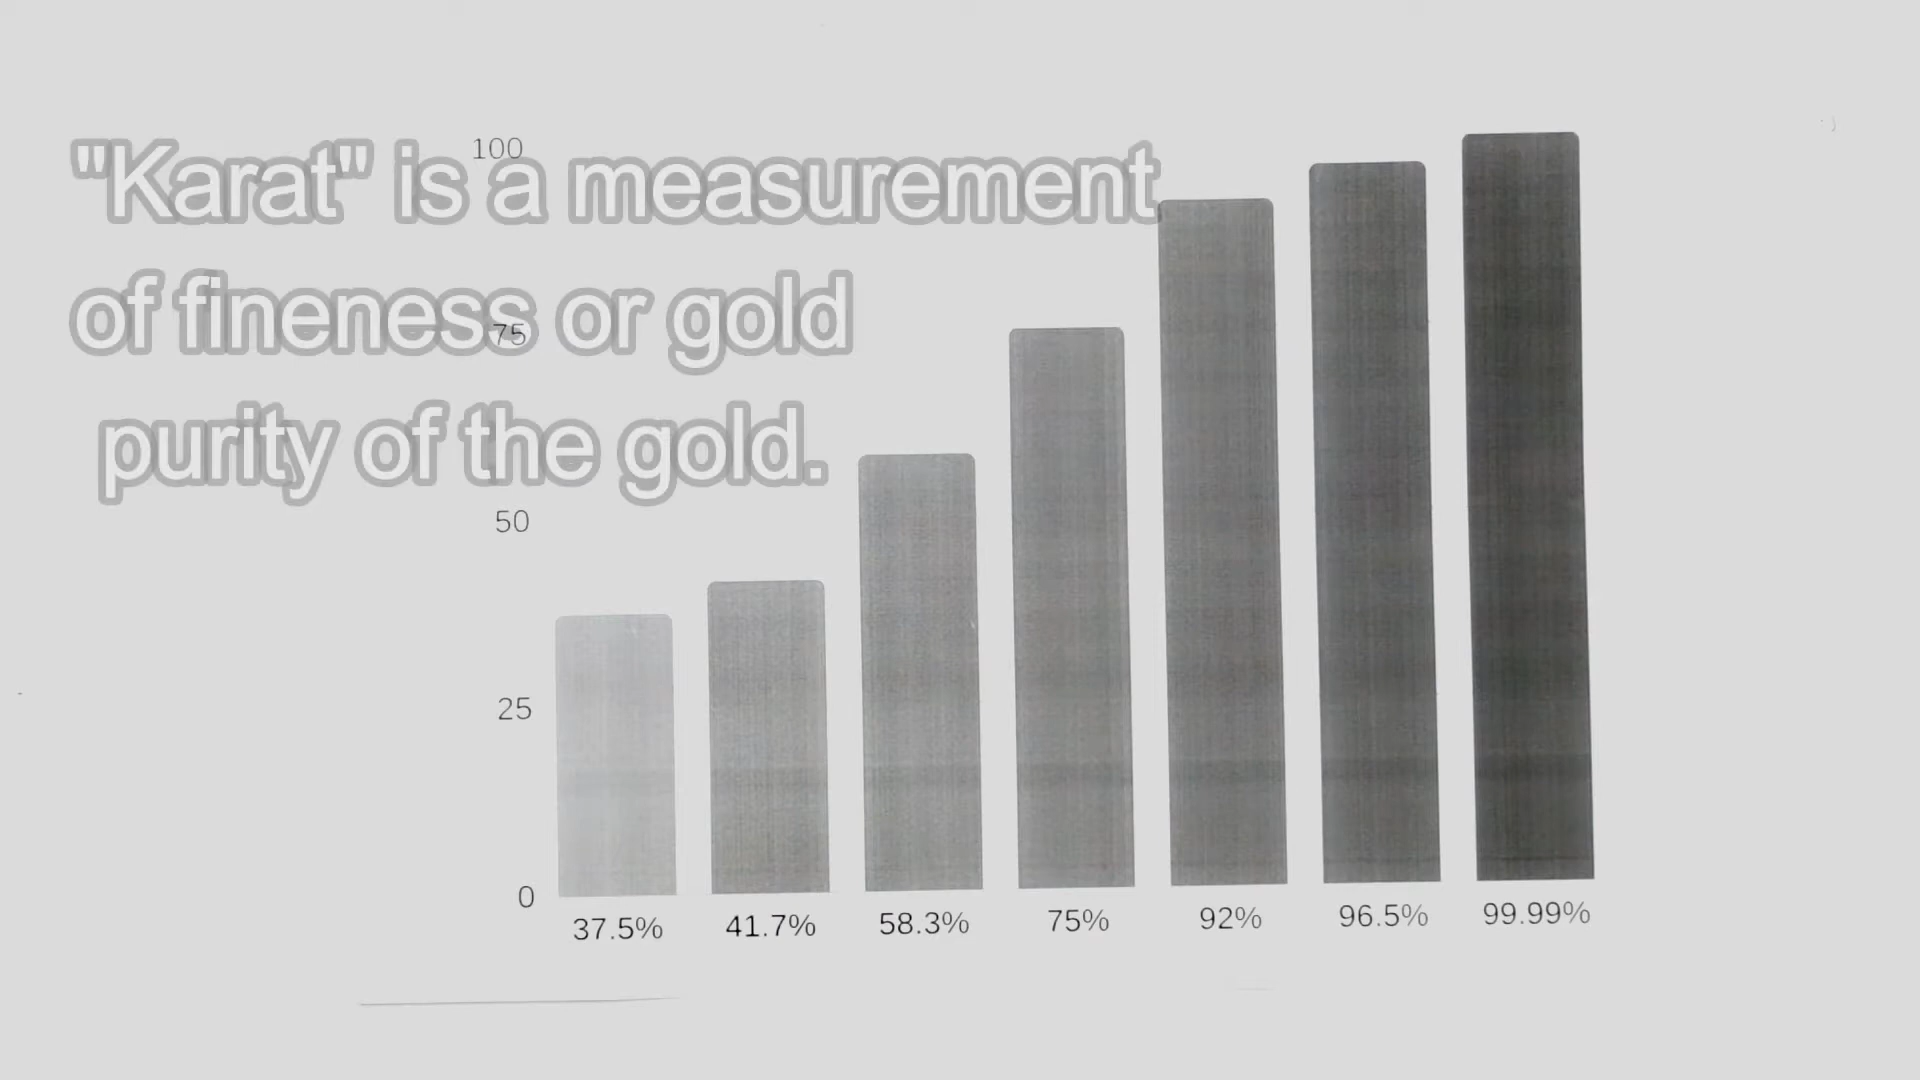 "Karat" is a measurement
of fineness or gold
purity of the gold.
100
75
50
25
0
37.5% 41.7% 58.3% 75% 92% 96.5% 99.99%